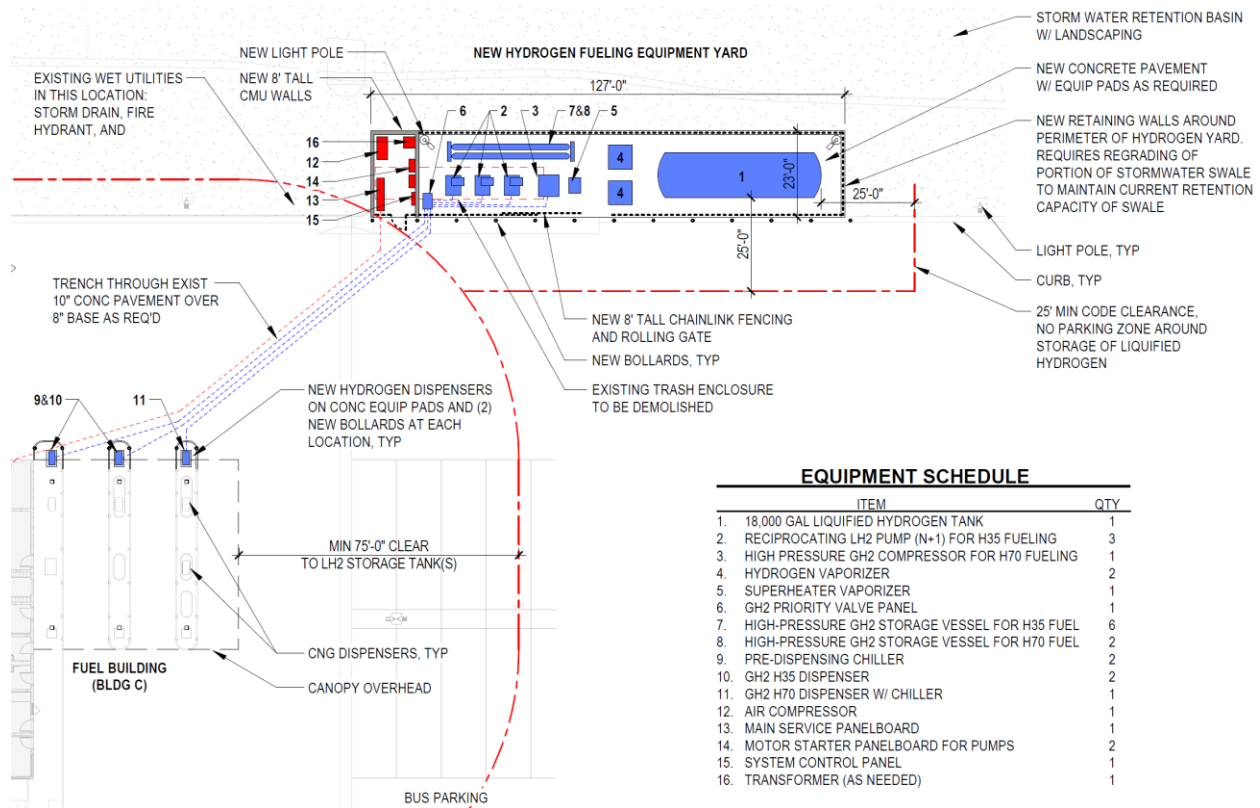 STORM WATER RETENTION BASIN
W/ LANDSCAPING
NEW LIGHT POLE
NEW HYDROGEN FUELING EQUIPMENT YARD
EXISTING WET UTILITIES
IN THIS LOCATION:
STORM DRAIN, FIRE
HYDRANT, AND
NEW 8' TALL
CMU WALLS
127'-0"
NEW CONCRETE PAVEMENT
W/ EQUIP PADS AS REQUIRED
6
2
3
7&8
5
16
12
14
13
15
4
4
1
23'-0"
25'-0"
25'-0"
NEW RETAINING WALLS AROUND
PERIMETER OF HYDROGEN YARD.
REQUIRES REGRADING OF
PORTION OF STORMWATER SWALE
TO MAINTAIN CURRENT RETENTION
CAPACITY OF SWALE
LIGHT POLE, TYP
CURB, TYP
25' MIN CODE CLEARANCE,
NO PARKING ZONE AROUND
STORAGE OF LIQUIFIED
HYDROGEN
TRENCH THROUGH EXIST
10" CONC PAVEMENT OVER
8" BASE AS REQ'D
NEW 8' TALL CHAINLINK FENCING
AND ROLLING GATE
NEW BOLLARDS, TYP
EXISTING TRASH ENCLOSURE
TO BE DEMOLISHED
9&10
11
NEW HYDROGEN DISPENSERS
ON CONC EQUIP PADS AND (2)
NEW BOLLARDS AT EACH
LOCATION, TYP
MIN 75'-0" CLEAR
TO LH2 STORAGE TANK(S)
CNG DISPENSERS, TYP
FUEL BUILDING
(BLDG C)
CANOPY OVERHEAD
BUS PARKING
EQUIPMENT SCHEDULE
ITEM QTY
1. 18,000 GAL LIQUIFIED HYDROGEN TANK 1
2. RECIPROCATING LH2 PUMP (N+1) FOR H35 FUELING 3
3. HIGH PRESSURE GH2 COMPRESSOR FOR H70 FUELING 1
4. HYDROGEN VAPORIZER 2
5. SUPERHEATER VAPORIZER 1
6. GH2 PRIORITY VALVE PANEL 1
7. HIGH-PRESSURE GH2 STORAGE VESSEL FOR H35 FUEL 6
8. HIGH-PRESSURE GH2 STORAGE VESSEL FOR H70 FUEL 2
9. PRE-DISPENSING CHILLER 2
10. GH2 H35 DISPENSER 2
11. GH2 H70 DISPENSER W/ CHILLER 1
12. AIR COMPRESSOR 1
13. MAIN SERVICE PANELBOARD 1
14. MOTOR STARTER PANELBOARD FOR PUMPS 2
15. SYSTEM CONTROL PANEL 1
16. TRANSFORMER (AS NEEDED) 1